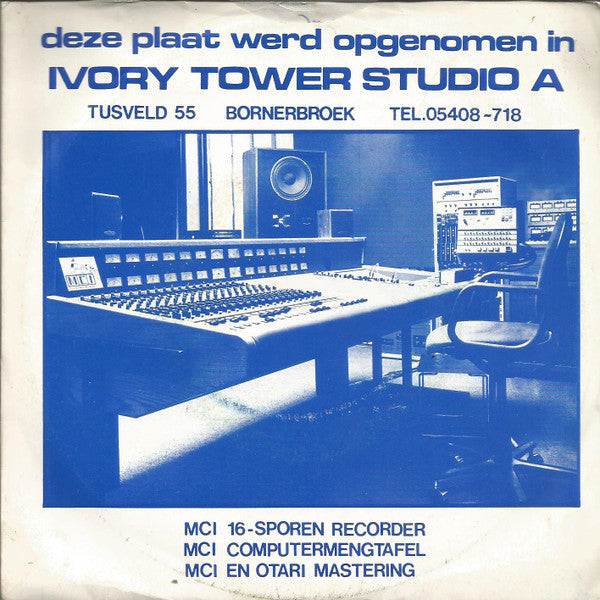 deze plaat werd opgenomen in
IVORY TOWER STUDIO A
TUSVELD 55 BORNERBROEK TEL.05408-718
MCI
MCI 16-SPOREN RECORDER
MCI COMPUTERMENGTAFEL
MCI EN OTARI MASTERING